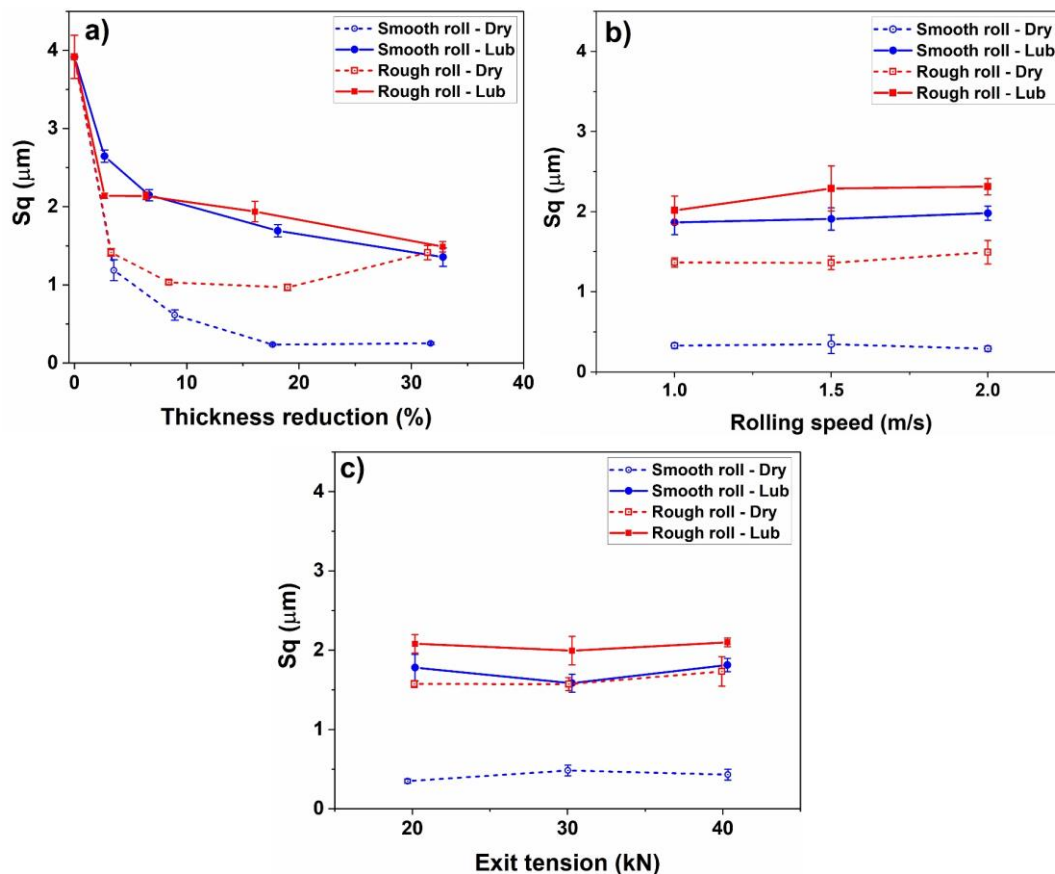 a)
Smooth roll - Dry
Smooth roll - Lub
Rough roll - Dry
Rough roll - Lub
4
3
2
1
0
Sq (μm)
0 10 20 30 40
Thickness reduction (%)
b)
Smooth roll - Dry
Smooth roll - Lub
Rough roll - Dry
Rough roll - Lub
4
3
2
1
0
Sq (μm)
1.0 1.5 2.0
Rolling speed (m/s)
c)
Smooth roll - Dry
Smooth roll - Lub
Rough roll - Dry
Rough roll - Lub
4
3
2
1
0
Sq (μm)
20 30 40
Exit tension (kN)